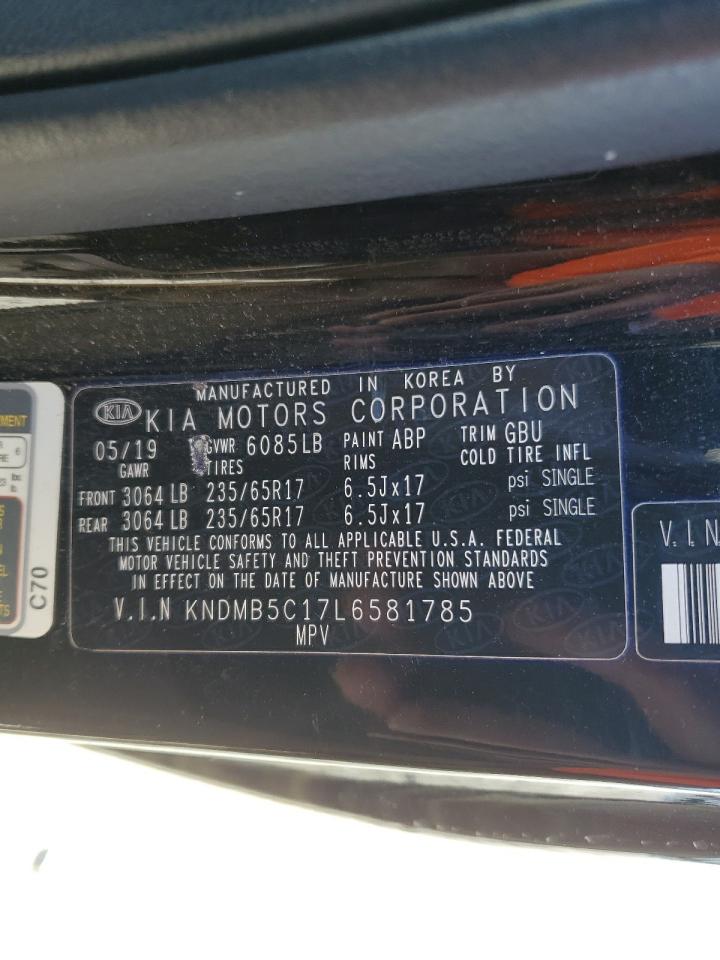 MANUFACTURED IN KOREA BY
KIA KIA MOTORS CORPORATION
05/19 GVWR 6085LB PAINT ABP TRIM GBU
GAWR TIRES RIMS COLD TIRE INFL
FRONT 3064 LB 235/65R17 6.5Jx17 psi SINGLE
REAR 3064 LB 235/65R17 6.5Jx17 psi SINGLE
THIS VEHICLE CONFORMS TO ALL APPLICABLE U.S.A. FEDERAL
MOTOR VEHICLE SAFETY AND THEFT PREVENTION STANDARDS
IN EFFECT ON THE DATE OF MANUFACTURE SHOWN ABOVE
V.I.N KNDMB5C17L6581785
MPV
C70
V.I.N